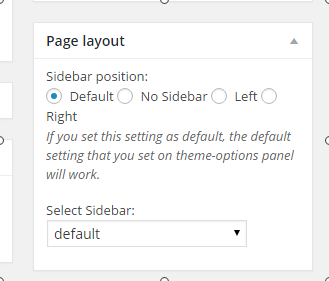 Page layout
Sidebar position:
Default No Sidebar Left
Right
If you set this setting as default, the default
setting that you set on theme-options panel
will work.
Select Sidebar:
default